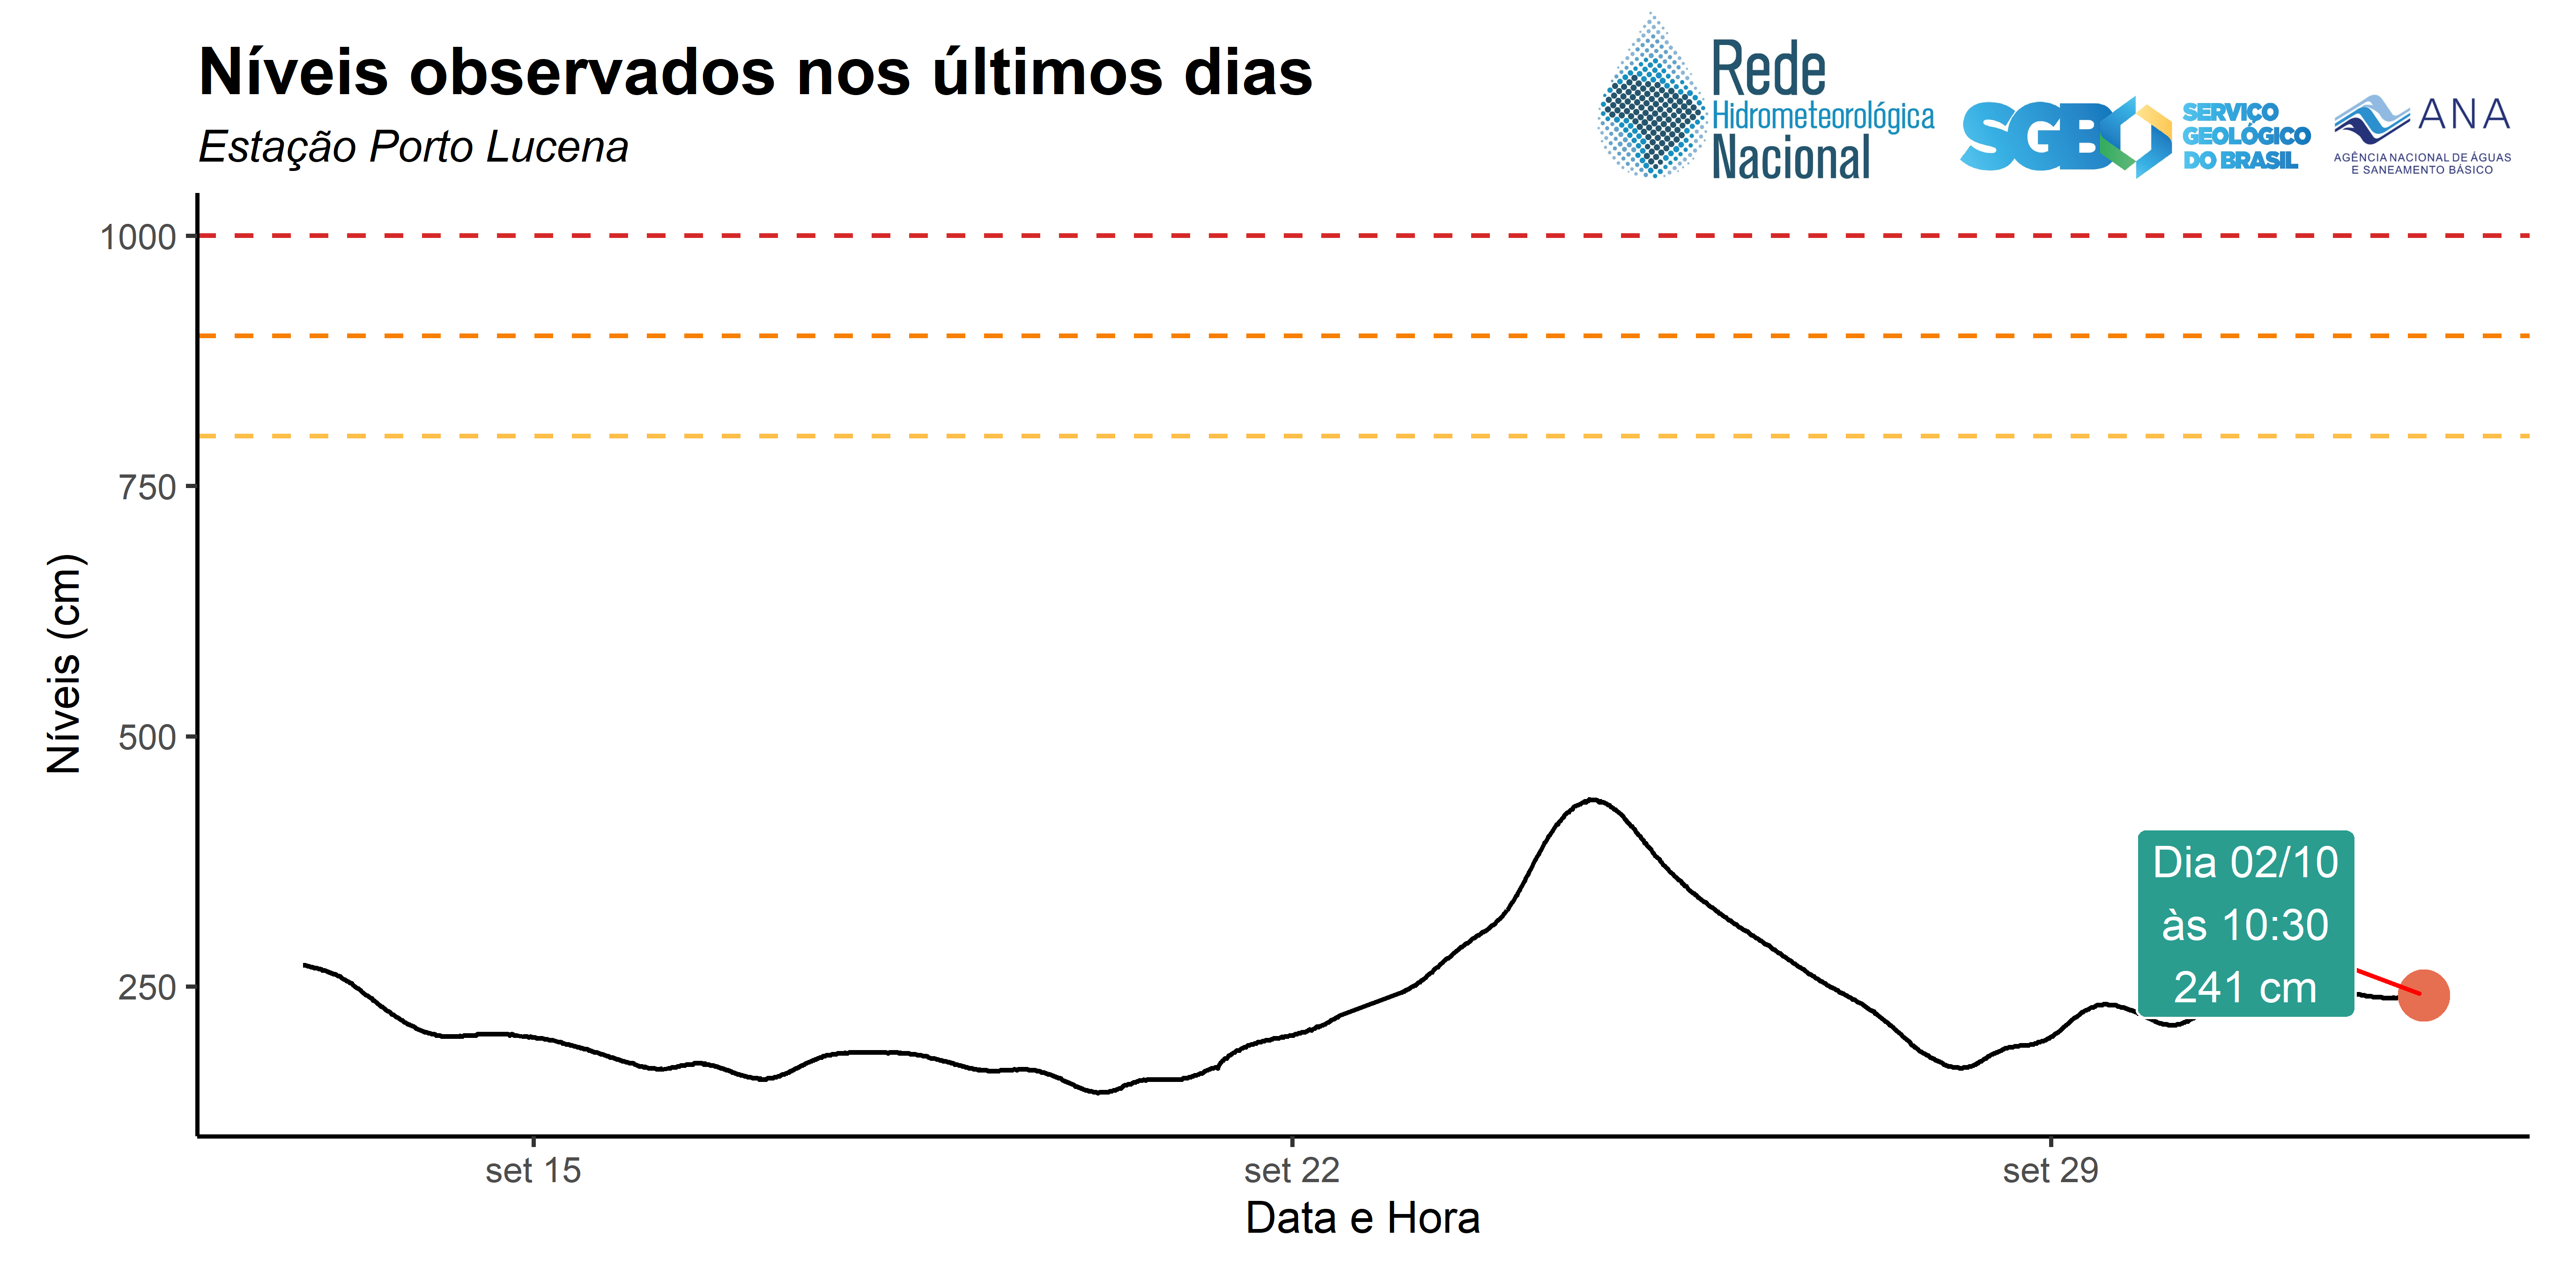 Níveis observados nos últimos dias
Estação Porto Lucena
Rede
Hidrometeorológica
Nacional
SGB
SERVIÇO
GEOLÓGICO
DO BRASIL
ANA
AGÊNCIA NACIONAL DE ÁGUAS
E SANEAMENTO BÁSICO
1000
750
500
250
Níveis (cm)
Dia 02/10
às 10:30
241 cm
set 15
set 22
set 29
Data e Hora